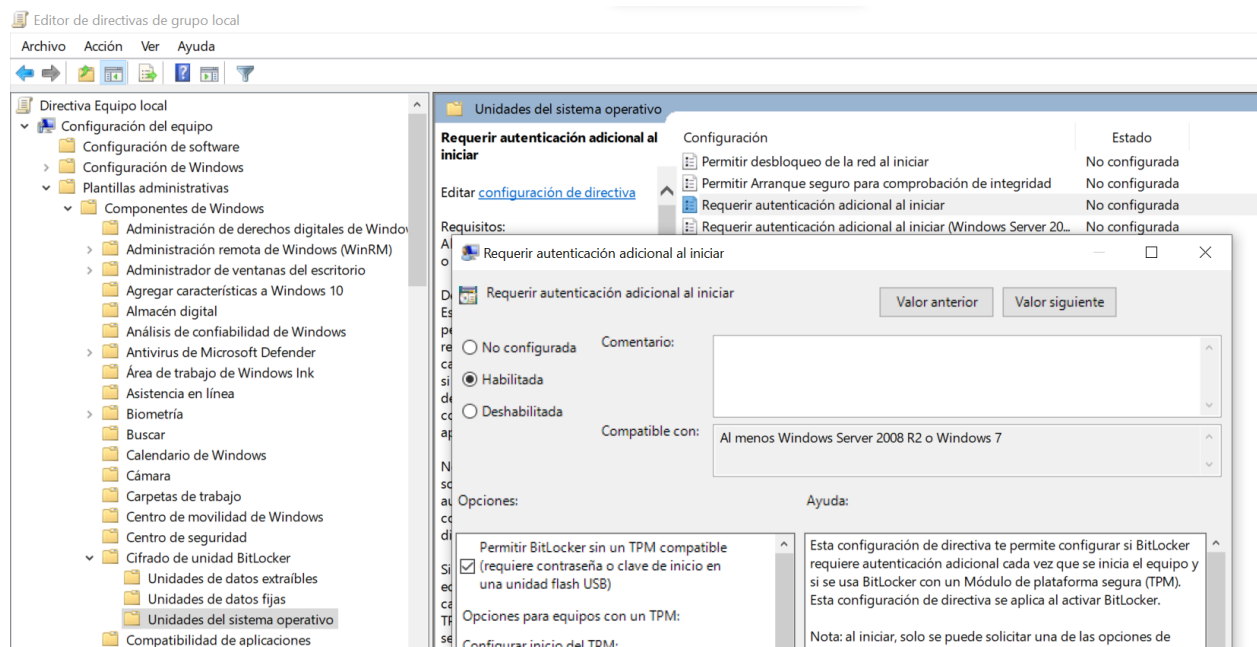 Editor de directivas de grupo local
Archivo Acción Ver Ayuda
Directiva Equipo local
Configuración del equipo
Configuración de software
Configuración de Windows
Plantillas administrativas
Componentes de Windows
Administración de derechos digitales de
Administración remota de Windows (WinRM)
Administrador de ventanas del escritorio
Agregar características a Windows 10
Almacén digital
Análisis de confiabilidad de Windows
Antivirus de Microsoft Defender
Área de trabajo de Windows Ink
Asistencia en línea
Biometría
Buscar
Calendario de Windows
Cámara
Carpetas de trabajo
Centro de movilidad de Windows
Centro de seguridad
Cifrado de unidad BitLocker
Unidades de datos extraíbles
Unidades de datos fijas
Unidades del sistema operativo
Compatibilidad de aplicaciones
Unidades del sistema operativo
Requerir autenticación adicional al
iniciar
Editar configuración de directiva
Requisitos:
Configuración Estado
Permitir desbloqueo de la red al iniciar No configurada
Permitir Arranque seguro para comprobación de integridad No configurada
Requerir autenticación adicional al iniciar No configurada
Requerir autenticación adicional al iniciar (Windows Server 20... No configurada
Requerir autenticación adicional al iniciar
Requerir autenticación adicional al iniciar
Valor anterior Valor siguiente
No configurada
Habilitada
Deshabilitada
Comentario:
Compatible con:
Al menos Windows Server 2008 R2 o Windows 7
Opciones:
Ayuda:
Permitir BitLocker sin un TPM compatible
(requiere contraseña o clave de inicio en
una unidad flash USB)
Opciones para equipos con un TPM:
Configurar inicio del TPM:
Esta configuración de directiva te permite configurar si BitLocker
requiere autenticación adicional cada vez que se inicia el equipo y
si se usa BitLocker con un Módulo de plataforma segura (TPM).
Esta configuración de directiva se aplica al activar BitLocker.
Nota: al iniciar, solo se puede solicitar una de las opciones de